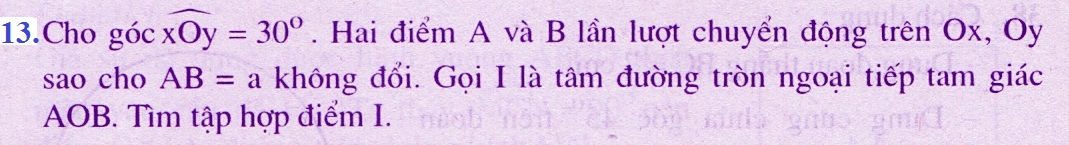 13. Cho góc xOy = 30°. Hai điểm A và B lần lượt chuyển động trên Ox, Oy
sao cho AB = a không đổi. Gọi I là tâm đường tròn ngoại tiếp tam giác
AOB. Tìm tập hợp điểm I.